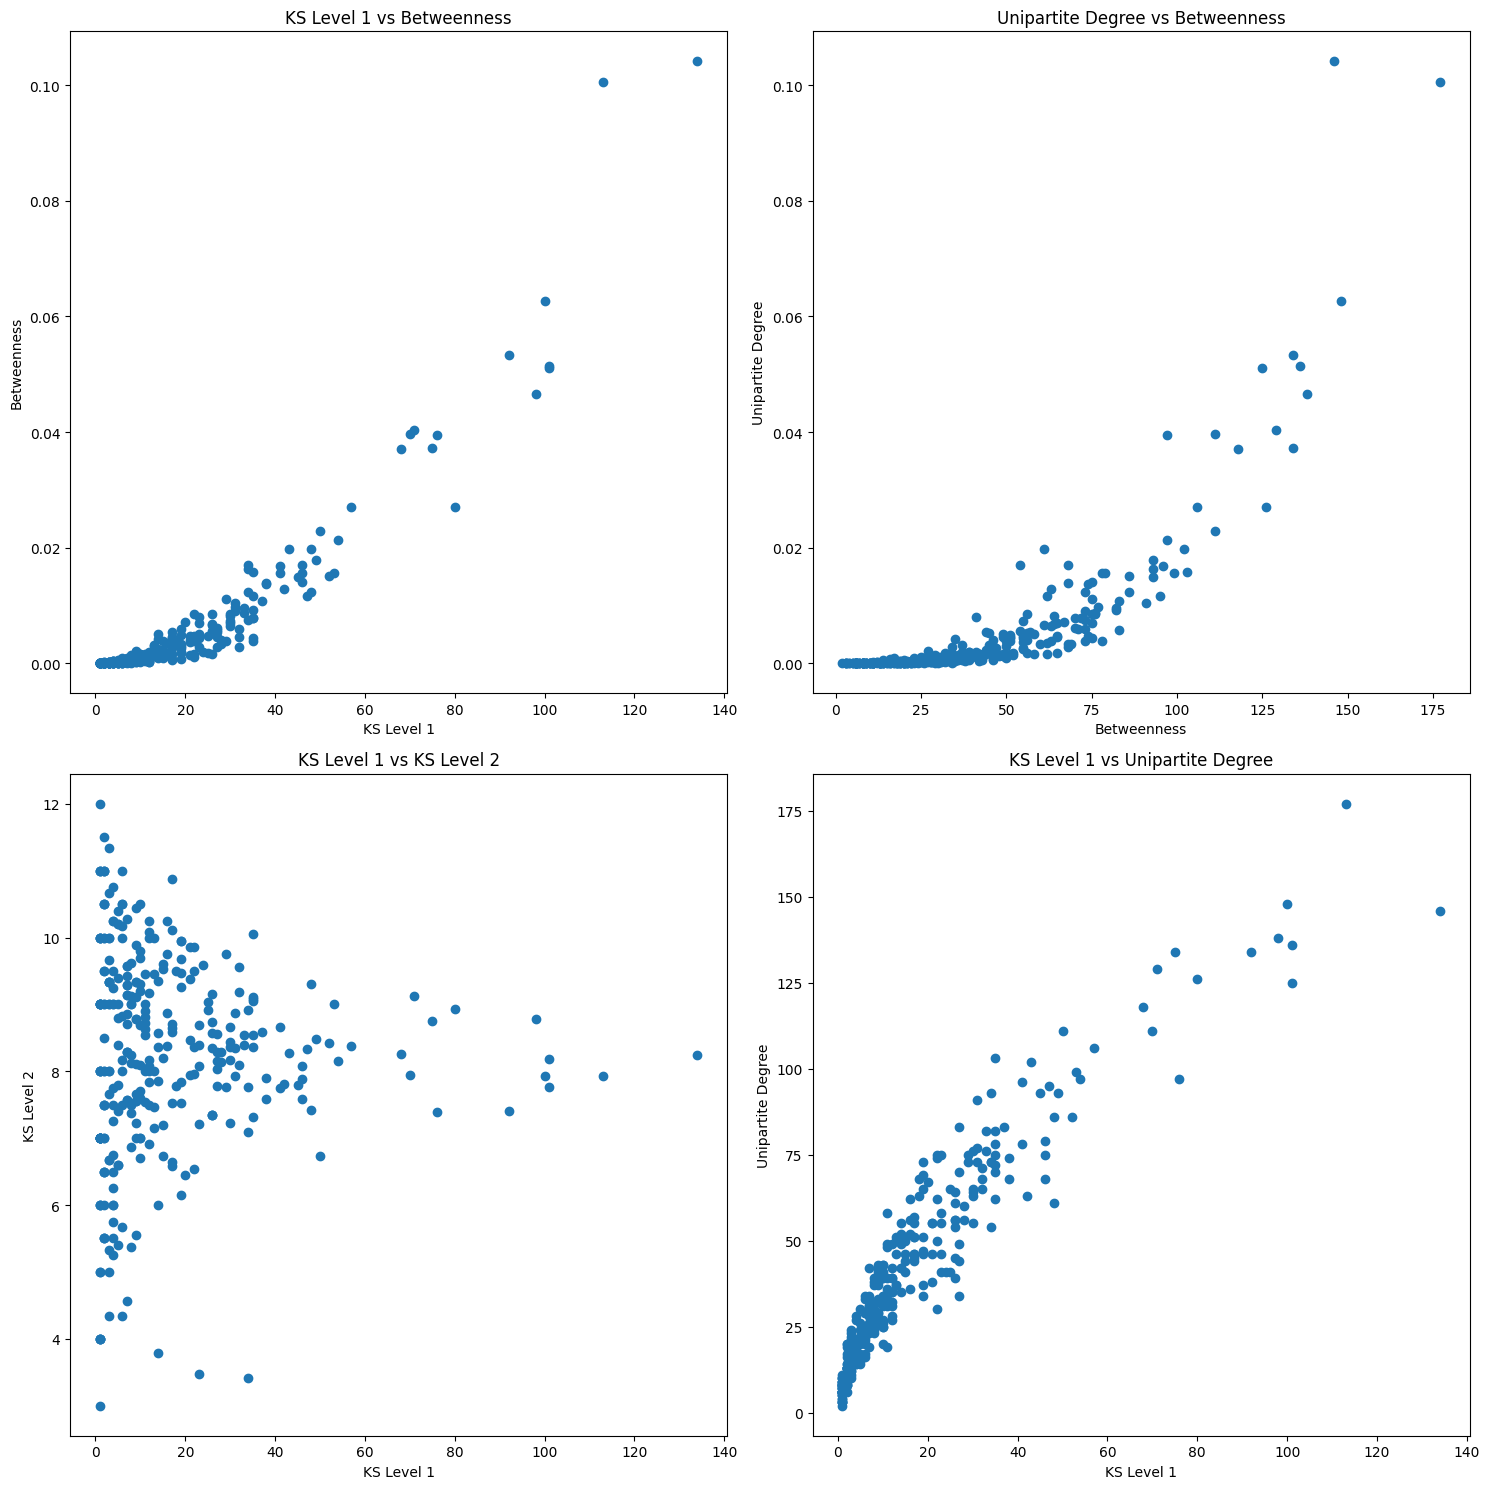 KS Level 1 vs Betweenness
0.10
0.08
0.06
0.04
0.02
0.00
Betweenness
0 20 40 60 80 100 120 140
KS Level 1
Unipartite Degree vs Betweenness
0.10
0.08
0.06
0.04
0.02
0.00
Unipartite Degree
0 25 50 75 100 125 150 175
Betweenness
KS Level 1 vs KS Level 2
12
10
8
6
4
KS Level 2
0 20 40 60 80 100 120 140
KS Level 1
KS Level 1 vs Unipartite Degree
175
150
125
100
75
50
25
0
Unipartite Degree
0 20 40 60 80 100 120 140
KS Level 1